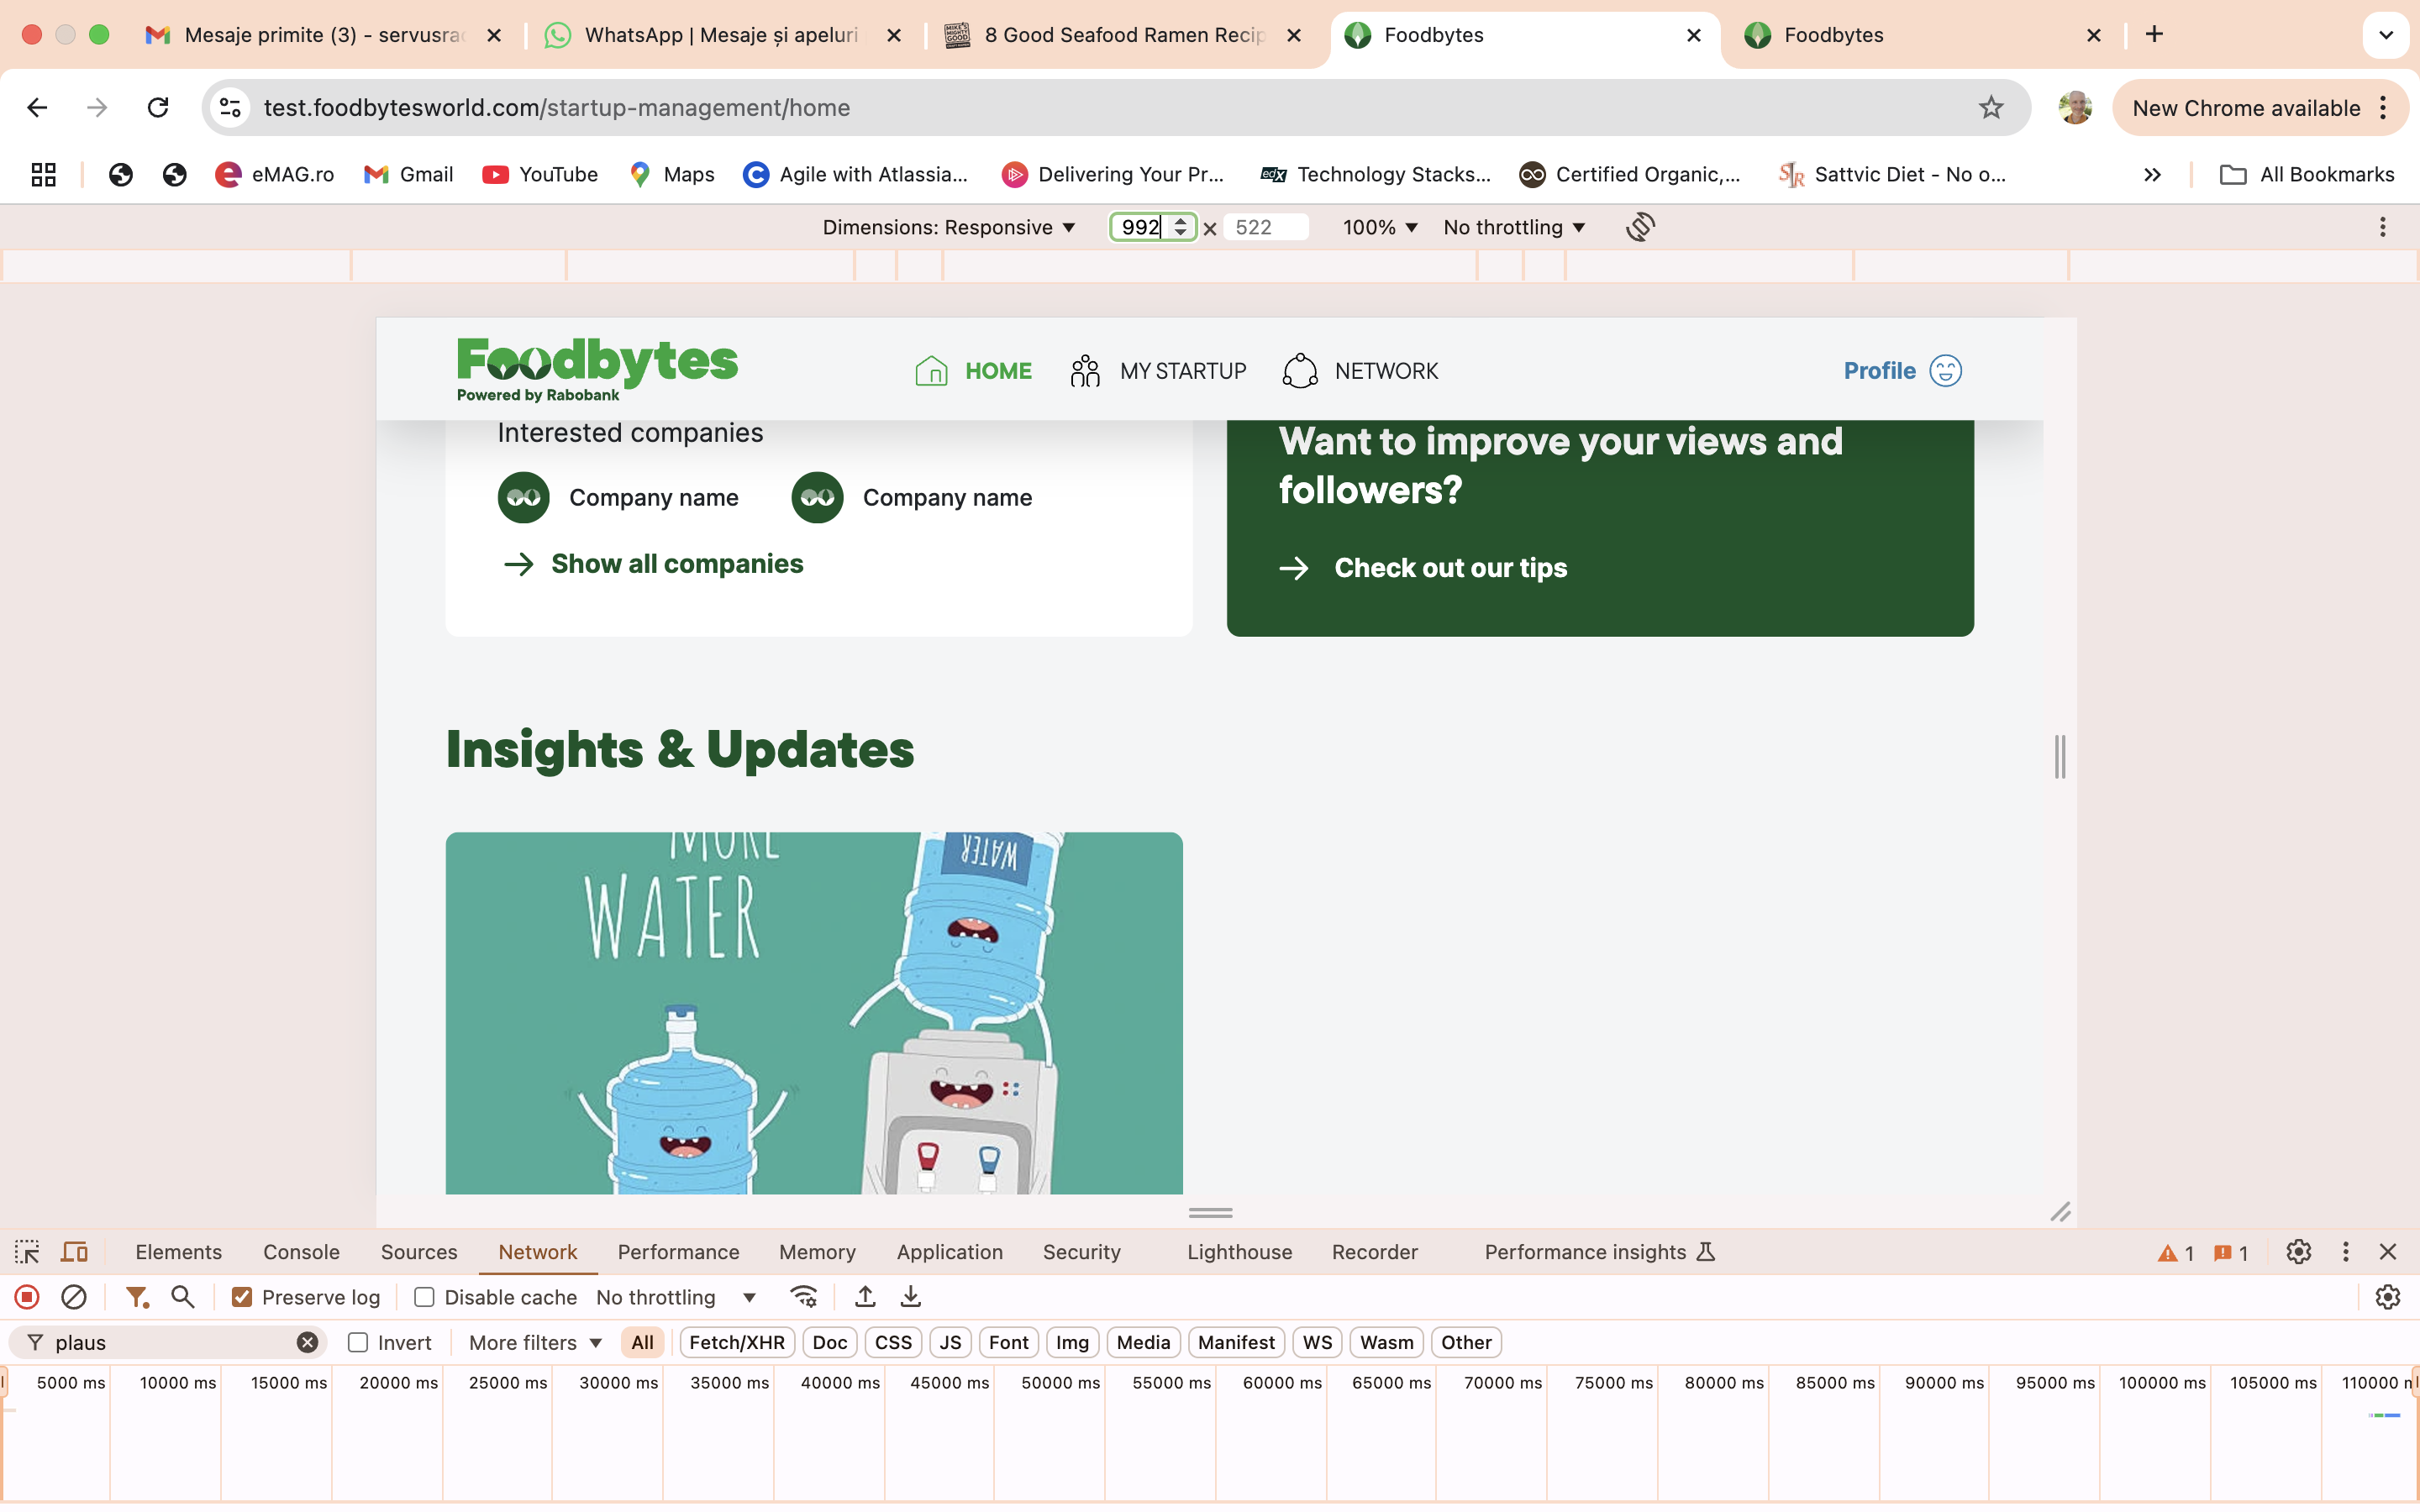 Mesaje primite (3) - servusrac
WhatsApp | Mesaje și apeluri
8 Good Seafood Ramen Recip
Foodbytes
Foodbytes
test.foodbytesworld.com/startup-management/home
New Chrome available
eMAG.ro
Gmail
YouTube
Maps
Agile with Atlassia...
Delivering Your Pr...
edX
Technology Stacks...
Certified Organic,...
Sattvic Diet - No o...
All Bookmarks
Dimensions: Responsive
992 × 522
100%
No throttling
Foodbytes
Powered by Rabobank
HOME
MY STARTUP
NETWORK
Profile
Interested companies
Company name
Company name
Show all companies
Want to improve your views and
followers?
Check out our tips
Insights & Updates
MORE
WATER
WATER
Elements
Console
Sources
Network
Performance
Memory
Application
Security
Lighthouse
Recorder
Performance insights
1
1
Preserve log
Disable cache
No throttling
plaus
Invert
More filters
All
Fetch/XHR
Doc
CSS
JS
Font
Img
Media
Manifest
WS
Wasm
Other
5000 ms
10000 ms
15000 ms
20000 ms
25000 ms
30000 ms
35000 ms
40000 ms
45000 ms
50000 ms
55000 ms
60000 ms
65000 ms
70000 ms
75000 ms
80000 ms
85000 ms
90000 ms
95000 ms
100000 ms
105000 ms
110000 m